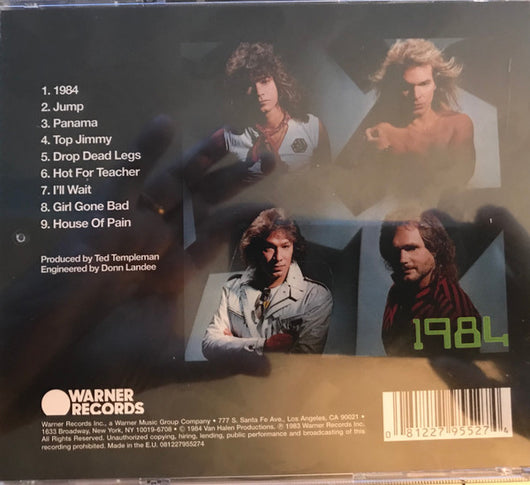 1. 1984
2. Jump
3. Panama
4. Top Jimmy
5. Drop Dead Legs
6. Hot For Teacher
7. I'll Wait
8. Girl Gone Bad
9. House Of Pain
Produced by Ted Templeman
Engineered by Donn Landee
1984
WARNER
RECORDS
Warner Records Inc., a Warner Music Group Company • 777 S. Santa Fe Ave., Los Angeles, CA 90021 •
1633 Broadway, New York, NY 10019-6708 • © 1984 Van Halen Productions. ℗ 1983 Warner Records Inc.
All Rights Reserved. Unauthorized copying, hiring, lending, public performance and broadcasting of this
recording prohibited. Made in the E.U. 081227955274
0 81227 95527 4